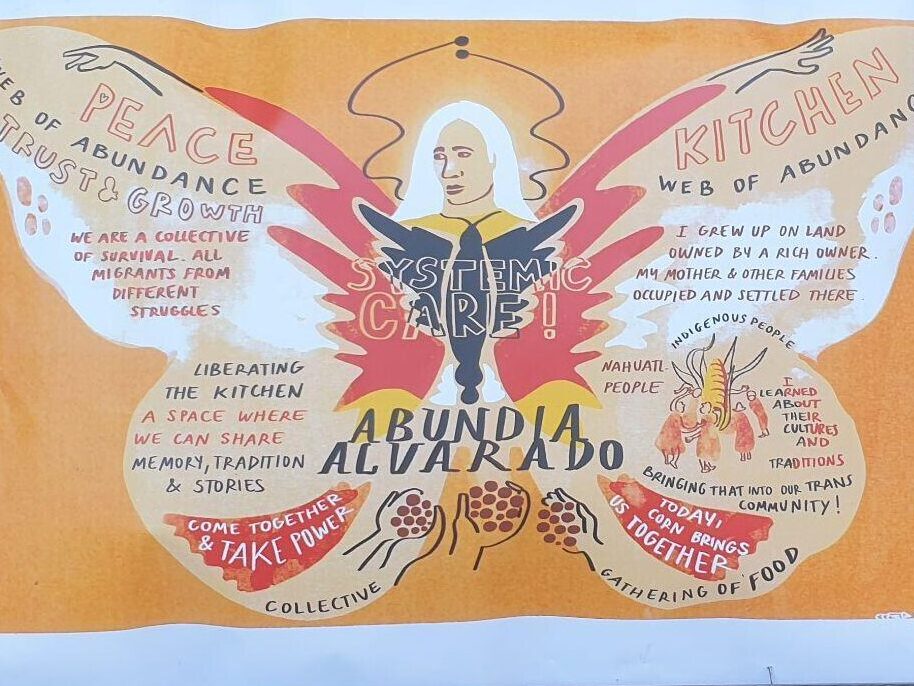 WEB OF ABUNDANCE
PEACE
TRUST & GROWTH
WE ARE A COLLECTIVE
OF SURVIVAL. ALL
MIGRANTS FROM
DIFFERENT
STRUGGLES
LIBERATING
THE KITCHEN
A SPACE WHERE
WE CAN SHARE
MEMORY, TRADITION
& STORIES
COME TOGETHER
& TAKE POWER
COLLECTIVE
SYSTEMIC
CARE!
ABUNDIA
ALVARADO
KITCHEN
WEB OF ABUNDANC
I GREW UP ON LAND
OWNED BY A RICH OWNER.
MY MOTHER & OTHER FAMILIES
OCCUPIED AND SETTLED THERE.
INDIGENOUS PEOPLE
NAHUATL-
PEOPLE
I
LEARNED
ABOUT
THEIR
CULTURES
AND
TRADITIONS
BRINGING THAT INTO OUR TRANS
COMMUNITY!
TODAY,
CORN BRINGS
US TOGETHER
GATHERING OF FOOD